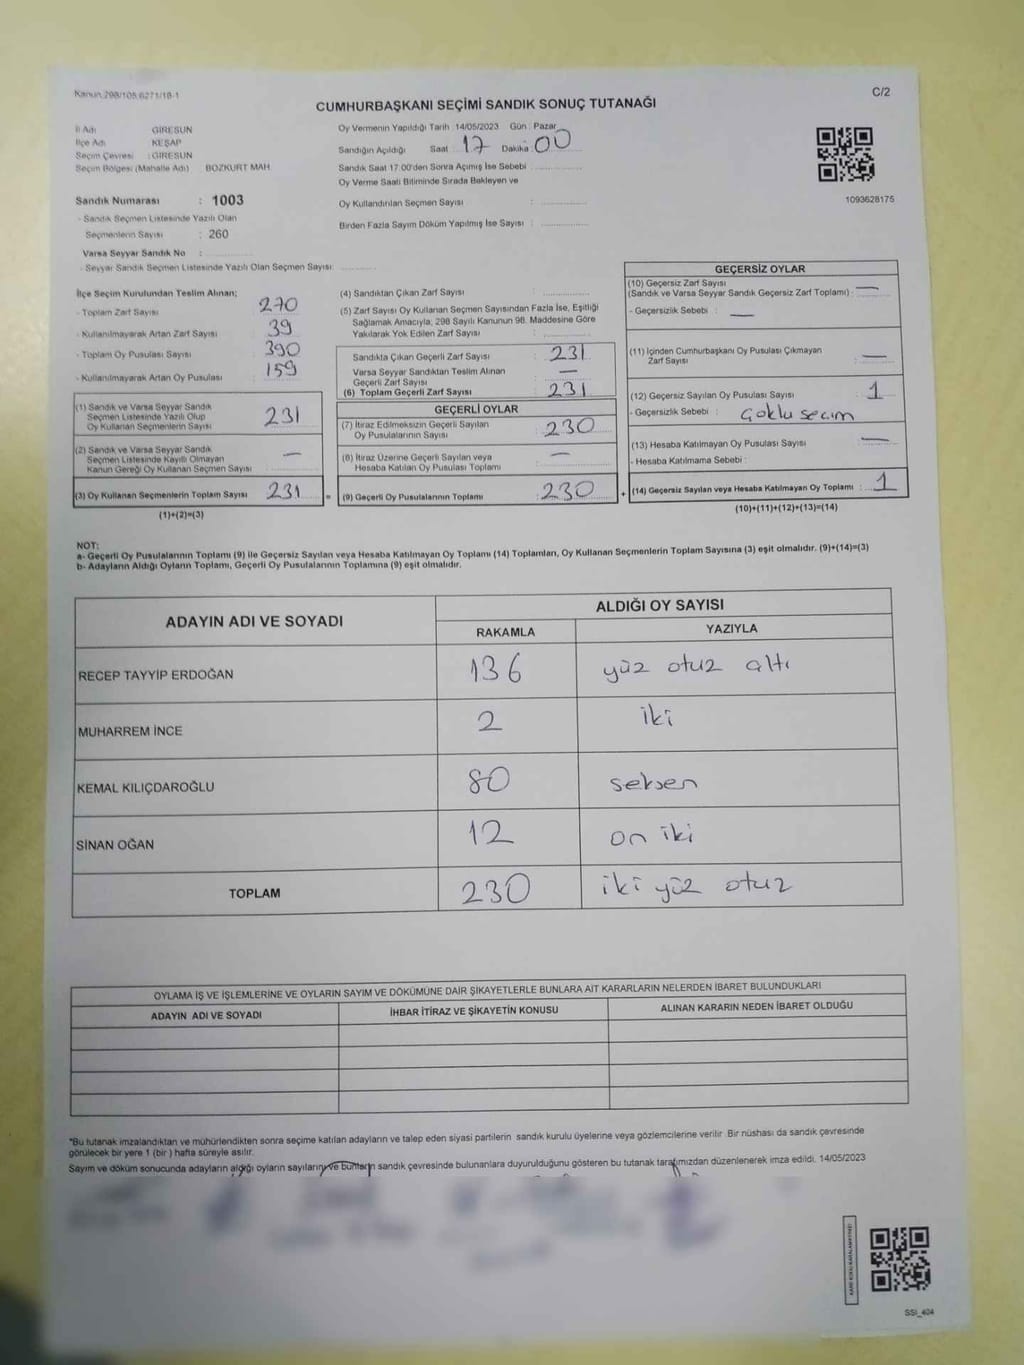 Kanun 298/105 6271/18-1
C/2
CUMHURBAŞKANI SEÇİMİ SANDIK SONUÇ TUTANAĞI
İl Adı GİRESUN
İlçe Adı KEŞAP
Seçim Çevresi : GİRESUN
Seçim Bölgesi (Mahalle Adı) BOZKURT MAH
Sandık Numarası : 1003
- Sandık Seçmen Listesinde Yazılı Olan
Seçmenlerin Sayısı : 260
Varsa Seyyar Sandık No :
- Seyyar Sandık Seçmen Listesinde Yazılı Olan Seçmen Sayısı:
Oy Vermenin Yapıldığı Tarih 14/05/2023 Gün : Pazar
Sandığın Açıldığı Saat 17 Dakika 00
Sandık Saat 17:00'den Sonra Açımış İse Sebebi
Oy Verme Saati Bitiminde Sırada Bekleyen ve
Oy Kullandırılan Seçmen Sayısı :
Birden Fazla Sayım Döküm Yapılmış İse Sayısı :
1093628175
İlçe Seçim Kurulundan Teslim Alınan;
- Toplam Zarf Sayısı 270
- Kullanılmayarak Artan Zarf Sayısı 39
- Toplam Oy Pusulası Sayısı 390
- Kullanılmayarak Artan Oy Pusulası 159
(1) Sandık ve Varsa Seyyar Sandık
Seçmen Listesinde Yazılı Olup
Oy Kullanan Seçmenlerin Sayısı 231
(2) Sandık ve Varsa Seyyar Sandık
Seçmen Listesinde Kayıtlı Olmayan
Kanun Gereği Oy Kullanan Seçmen Sayısı —
(3) Oy Kullanan Seçmenlerin Toplam Sayısı 231 =
(1)+(2)=(3)
(4) Sandıktan Çıkan Zarf Sayısı :
(5) Zarf Sayısı Oy Kullanan Seçmen Sayısından Fazla İse, Eşitliği
Sağlamak Amacıyla; 298 Sayılı Kanunun 98. Maddesine Göre
Yakılarak Yok Edilen Zarf Sayısı :
Sandıkta Çıkan Geçerli Zarf Sayısı : 231
Varsa Seyyar Sandıktan Teslim Alınan
Geçerli Zarf Sayısı —
(6) Toplam Geçerli Zarf Sayısı : 231
GEÇERLİ OYLAR
(7) İtiraz Edilmeksizin Geçerli Sayılan
Oy Pusulalarının Sayısı : 230
(8) İtiraz Üzerine Geçerli Sayılan veya
Hesaba Katılan Oy Pusulası Toplamı : —
(9) Geçerli Oy Pusulalarının Toplamı : 230 +
GEÇERSİZ OYLAR
(10) Geçersiz Zarf Sayısı
(Sandık ve Varsa Seyyar Sandık Geçersiz Zarf Toplamı) - —
- Geçersizlik Sebebi : —
(11) İçinden Cumhurbaşkanı Oy Pusulası Çıkmayan
Zarf Sayısı : —
(12) Geçersiz Sayılan Oy Pusulası Sayısı : 1
- Geçersizlik Sebebi : Çoklu seçim
(13) Hesaba Katılmayan Oy Pusulası Sayısı : —
- Hesaba Katılmama Sebebi :
(14) Geçersiz Sayılan veya Hesaba Katılmayan Oy Toplamı : 1
(10)+(11)+(12)+(13)=(14)
NOT:
a- Geçerli Oy Pusulalarının Toplamı (9) ile Geçersiz Sayılan veya Hesaba Katılmayan Oy Toplamı (14) Toplamları, Oy Kullanan Seçmenlerin Toplam Sayısına (3) eşit olmalıdır. (9)+(14)=(3)
b- Adayların Aldığı Oyların Toplamı, Geçerli Oy Pusulalarının Toplamına (9) eşit olmalıdır.
ADAYIN ADI VE SOYADI
ALDIĞI OY SAYISI
RAKAMLA YAZIYLA
RECEP TAYYİP ERDOĞAN 136 yüz otuz altı
MUHARREM İNCE 2 iki
KEMAL KILIÇDAROĞLU 80 seksen
SİNAN OĞAN 12 on iki
TOPLAM 230 iki yüz otuz
OYLAMA İŞ VE İŞLEMLERİNE VE OYLARIN SAYIM VE DÖKÜMÜNE DAİR ŞİKAYETLERLE BUNLARA AİT KARARLARIN NELERDEN İBARET BULUNDUKLARI
ADAYIN ADI VE SOYADI İHBAR İTİRAZ VE ŞİKAYETİN KONUSU ALINAN KARARIN NEDEN İBARET OLDUĞU
*Bu tutanak imzalandıktan ve mühürlendikten sonra seçime katılan adayların ve talep eden siyasi partilerin sandık kurulu üyelerine veya gözlemcilerine verilir. Bir nüshası da sandık çevresinde
görülecek bir yere 1 (bir) hafta süreyle asılır.
Sayım ve döküm sonucunda adayların aldığı oyların sayılarını ve bunların sandık çevresinde bulunanlara duyurulduğunu gösteren bu tutanak tarafımızdan düzenlenerek imza edildi. 14/05/2023
SSI_404